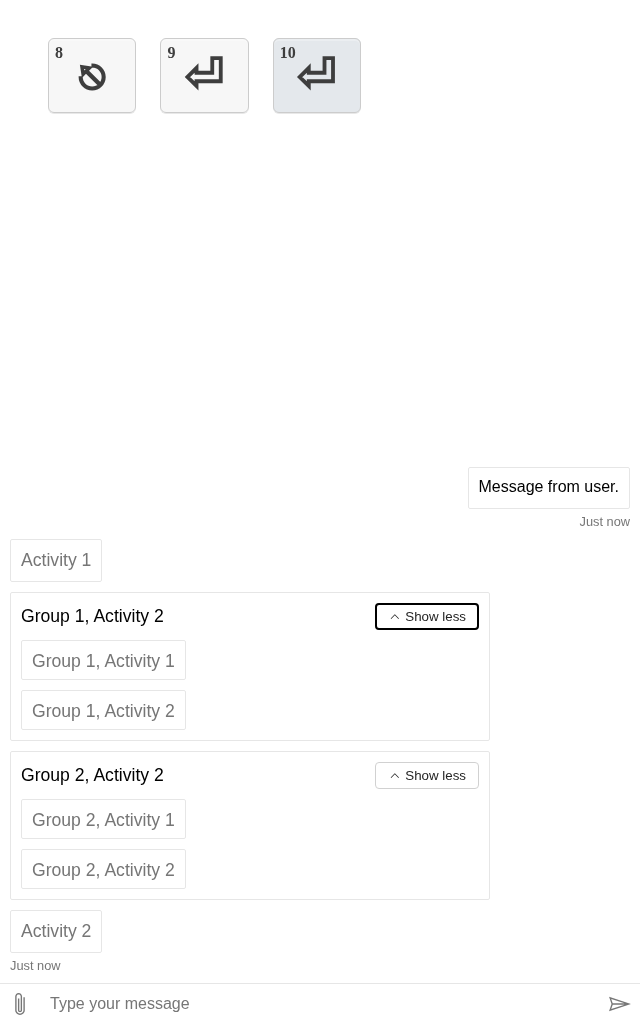 8
9
10
Message from user.
Just now
Activity 1
Group 1, Activity 2
Show less
Group 1, Activity 1
Group 1, Activity 2
Group 2, Activity 2
Show less
Group 2, Activity 1
Group 2, Activity 2
Activity 2
Just now
Type your message